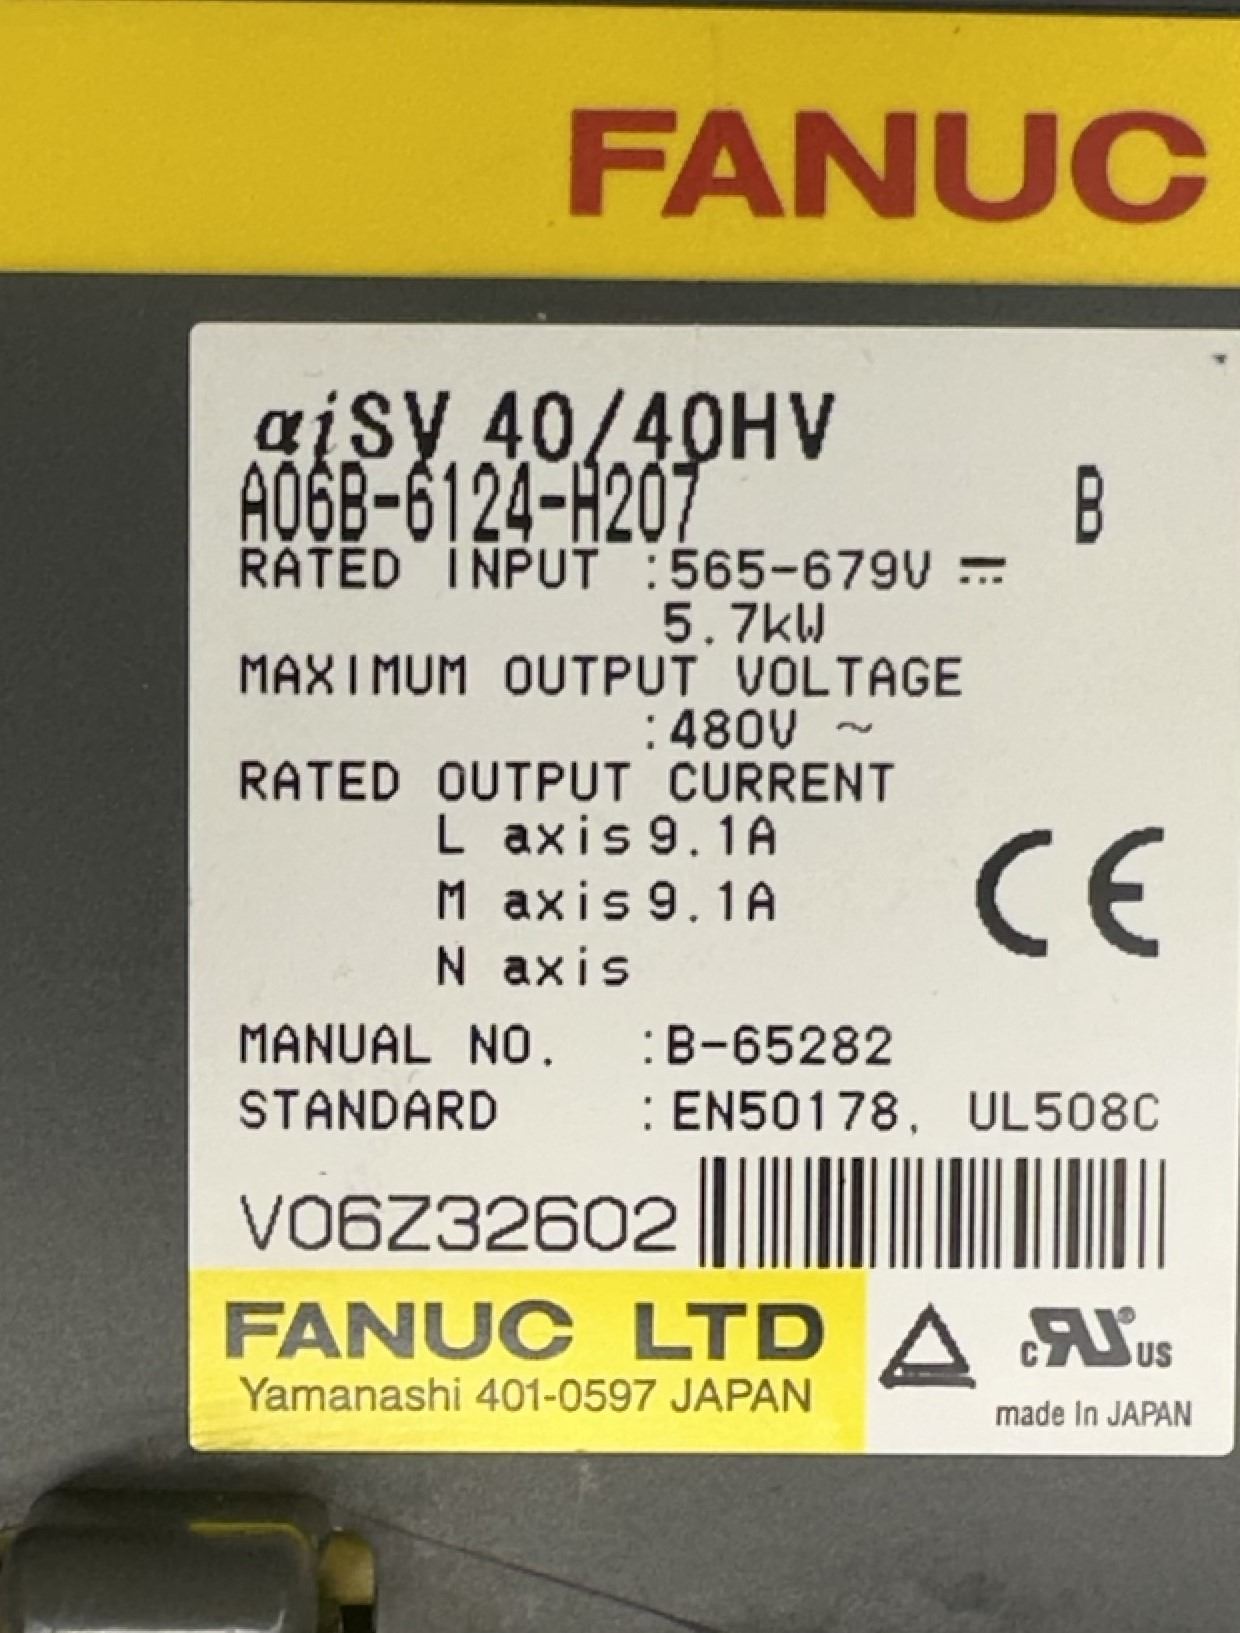 FANUC
αiSV 40/40HV
A06B-6124-H207 B
RATED INPUT :565-679V ⎓
5.7kW
MAXIMUM OUTPUT VOLTAGE
:480V ~
RATED OUTPUT CURRENT
L axis 9.1A
M axis 9.1A
N axis
CE
MANUAL NO. :B-65282
STANDARD :EN50178, UL508C
V06Z32602
FANUC LTD
Yamanashi 401-0597 JAPAN
c RU ® US
made In JAPAN